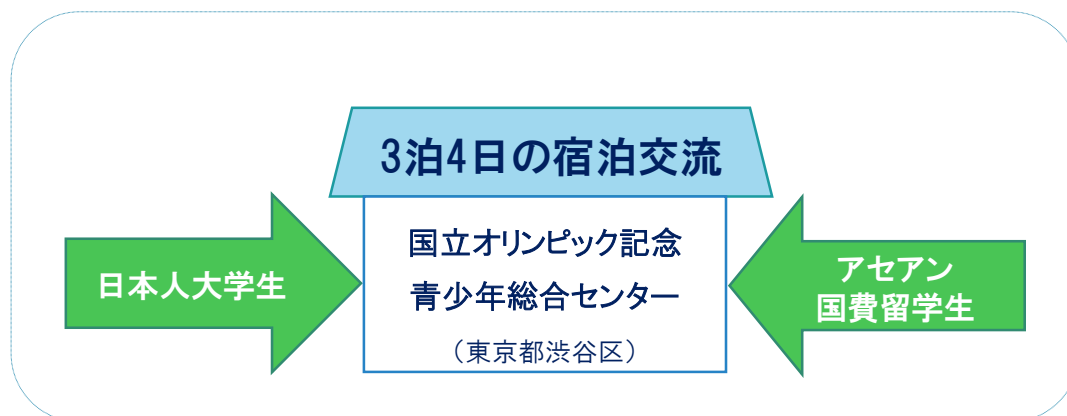 3泊4日の宿泊交流
国立オリンピック記念
青少年総合センター
（東京都渋谷区）
日本人大学生
アセアン
国費留学生